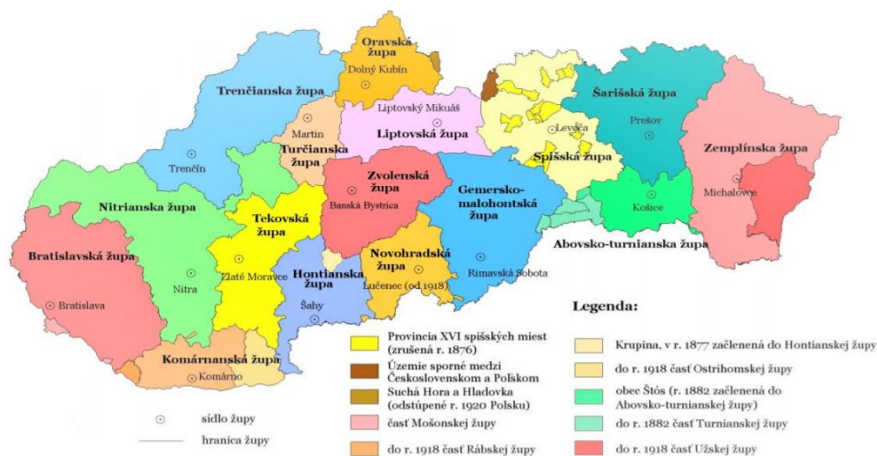 Oravská
župa
Dolný Kubín
Trenčianska župa
Liptovský Mikuáš
Šarišská župa
Martin
Levoča
Liptovská župa
Prešov
Turčianska
župa
Spišská župa
Zemplínska župa
Trenčín
Zvolenská
župa
Gemersko-
malohontská
župa
Michalovce
Nitrianska župa
Banská Bystrica
Košice
Tekovská
župa
Abovsko-turnianska župa
Bratislavská župa
Zlaté Moravce
Hontianska
župa
Novohradská
župa
Rimavská Sobota
Nitra
Lučenec (od 1918)
Bratislava
Šahy
Legenda:
Komárnanská župa
Komárno
sídlo župy
hranica župy
Provincia XVI spišských miest
(zrušená r. 1876)
Územie sporné medzi
Československom a Polskom
Suchá Hora a Hladovka
(odstúpené r. 1920 Polsku)
časť Mošonskej župy
do r. 1918 časť Rábskej župy
Krupina, v r. 1877 začlenená do Hontianskej župy
do r. 1918 časť Ostrihomskej župy
obec Štós (r. 1882 začlenená do
Abovsko-turnianskej župy)
do r. 1882 časť Turnianskej župy
do r. 1918 časť Užskej župy